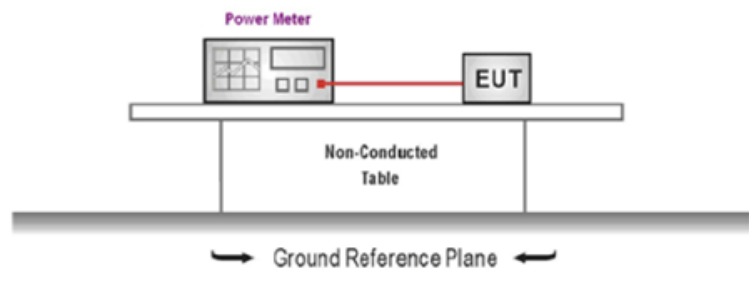 Power Meter
EUT
Non-Conducted
Table
Ground Reference Plane